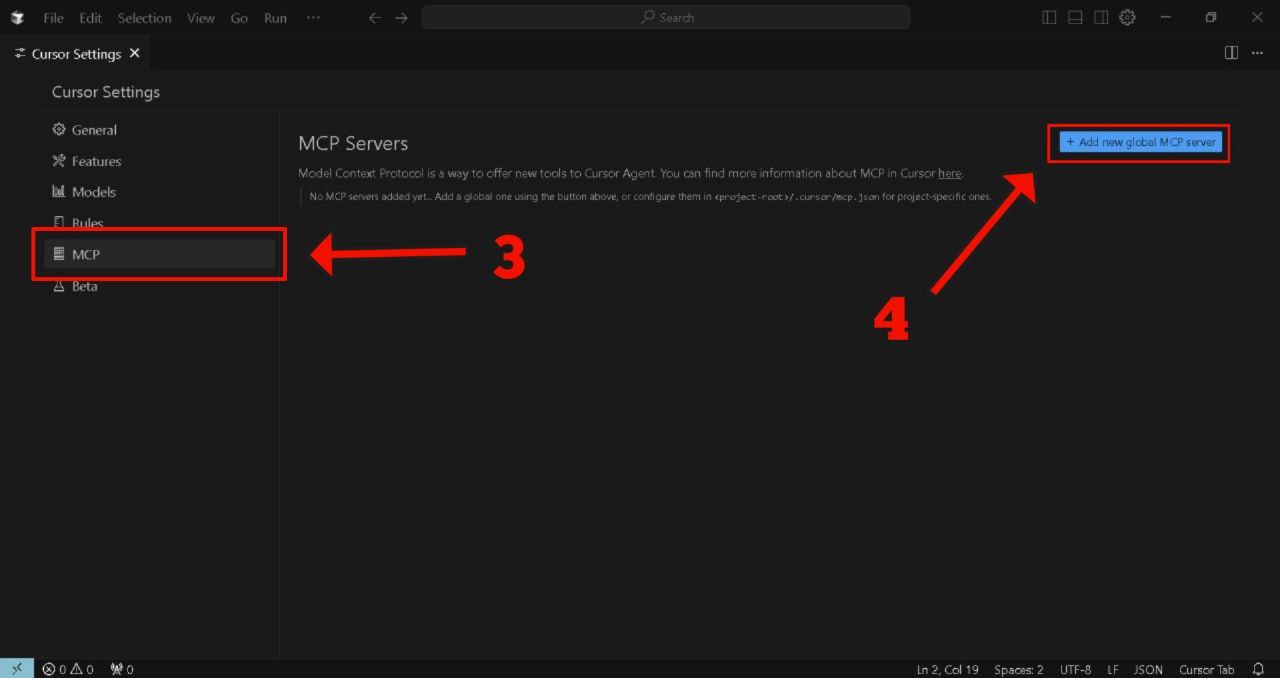 File Edit Selection View Go Run ···
Search
Cursor Settings
Cursor Settings
General
Features
Models
Rules
MCP
Beta
MCP Servers
+ Add new global MCP server
Model Context Protocol is a way to offer new tools to Cursor Agent. You can find more information about MCP in Cursor here.
No MCP servers added yet... Add a global one using the button above, or configure them in <project-root>/.cursor/mcp.json for project-specific ones.
3
4
0 0 0 Ln 2, Col 19 Spaces: 2 UTF-8 LF JSON Cursor Tab